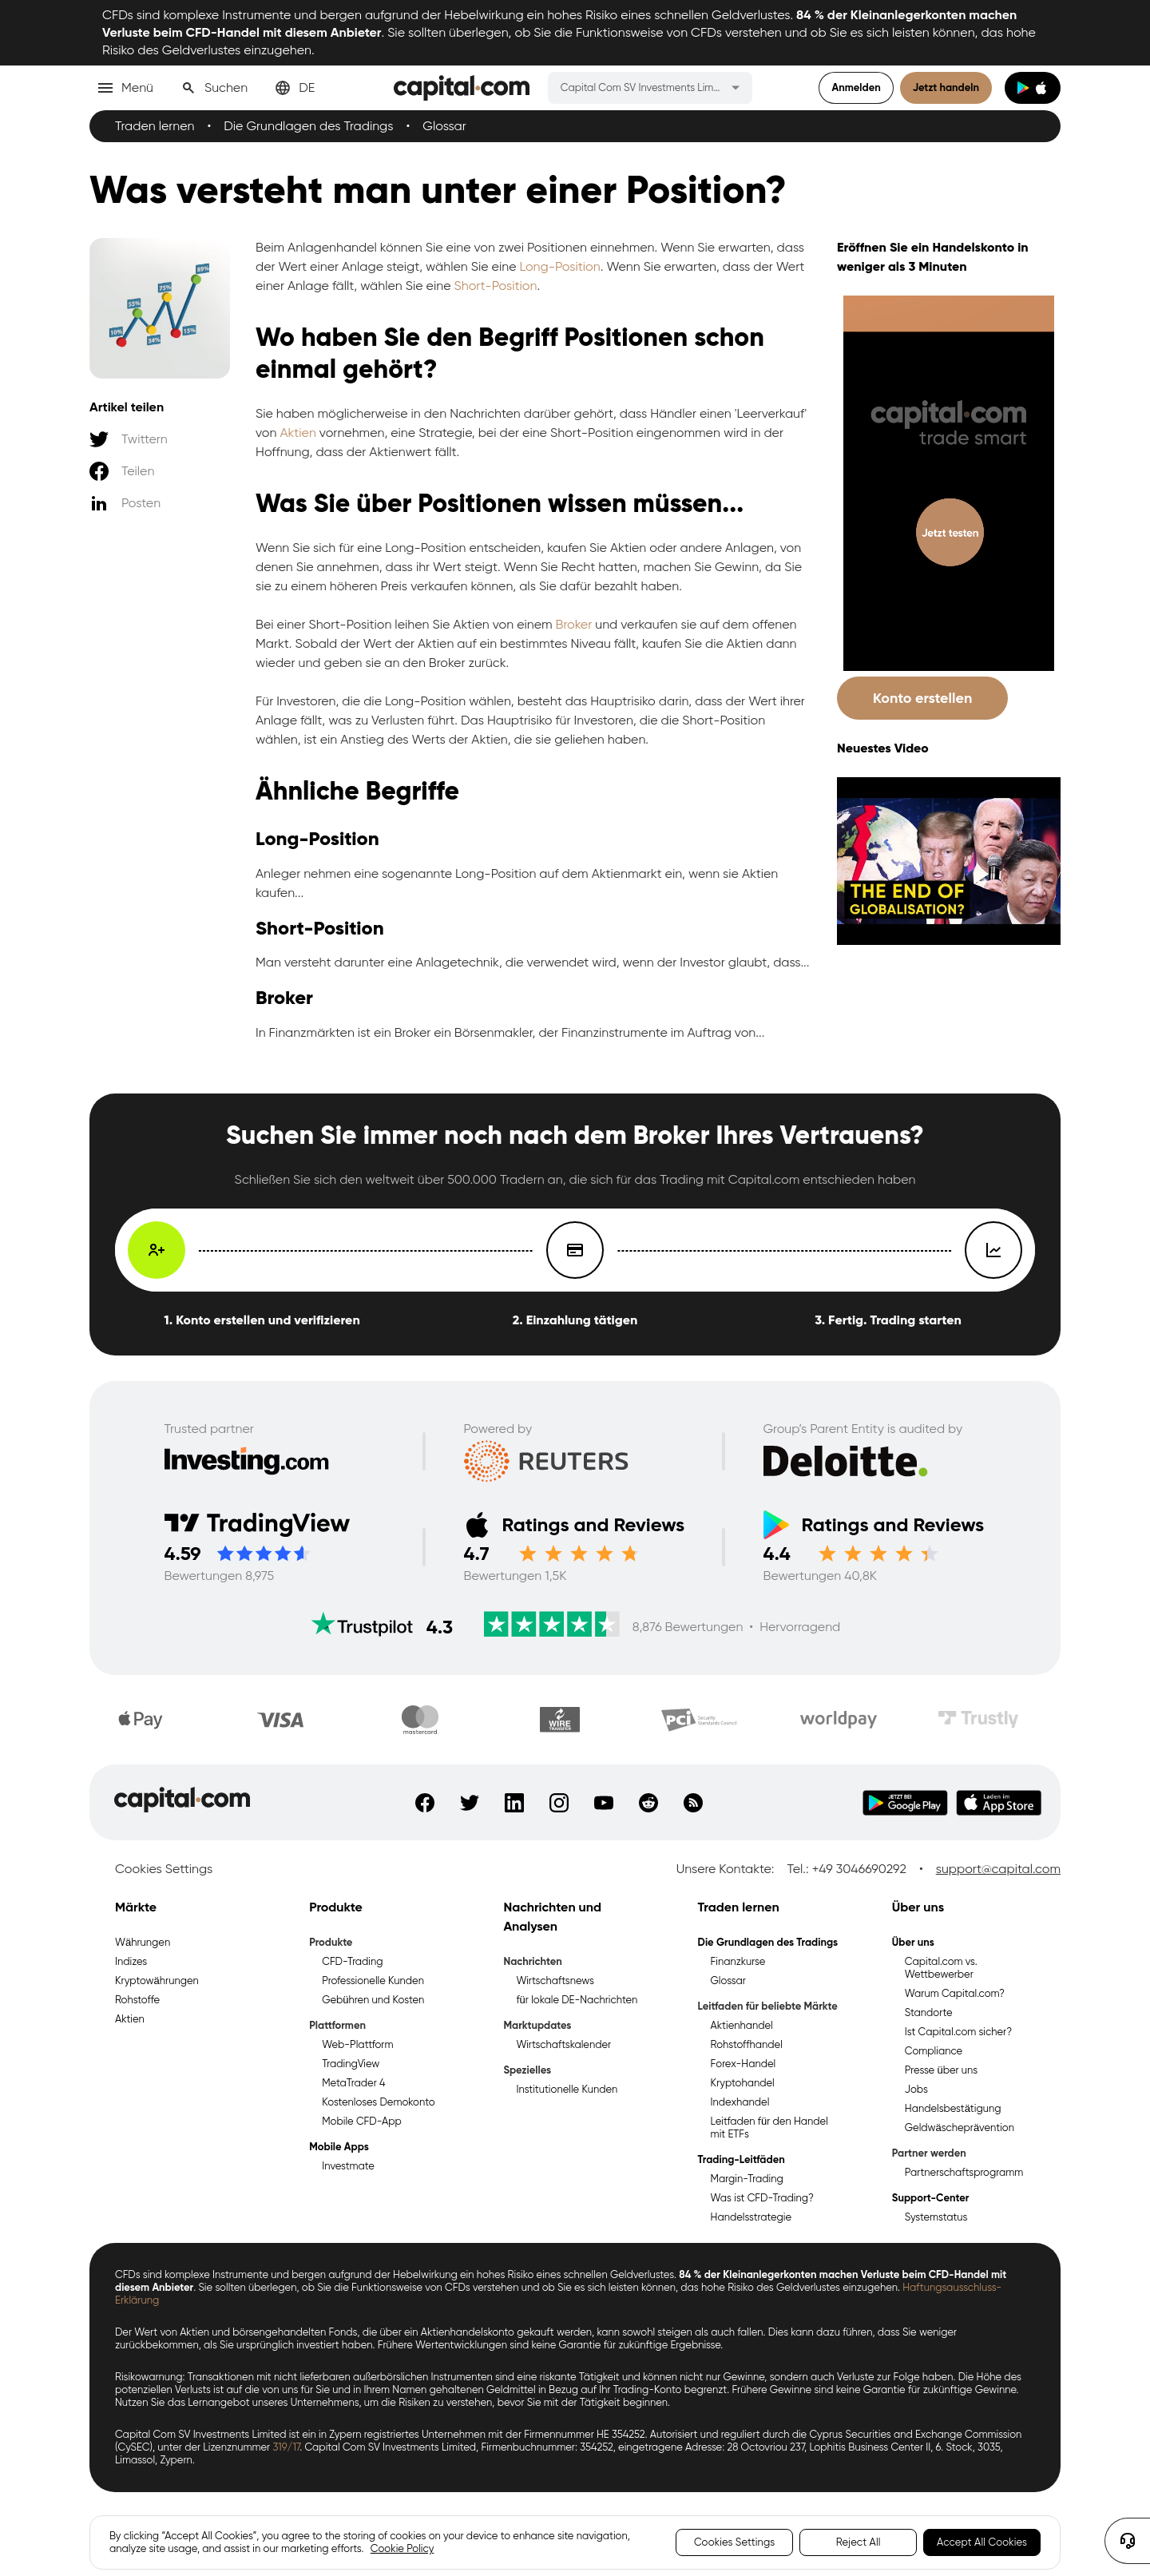 CFDs sind komplexe Instrumente und bergen aufgrund der Hebelwirkung ein hohes Risiko eines schnellen Geldverlustes. 84 % der Kleinanlegerkonten machen
Verluste beim CFD-Handel mit diesem Anbieter. Sie sollten überlegen, ob Sie die Funktionsweise von CFDs verstehen und ob Sie es sich leisten können, das hohe
Risiko des Geldverlustes einzugehen.
Menü Suchen DE capital.com Capital Com SV Investments Lim... Anmelden Jetzt handeln
Traden lernen • Die Grundlagen des Tradings • Glossar
Was versteht man unter einer Position?
10% 55% 34% 75% 15% 89%
Artikel teilen
Twittern
Teilen
Posten
Beim Anlagenhandel können Sie eine von zwei Positionen einnehmen. Wenn Sie erwarten, dass
der Wert einer Anlage steigt, wählen Sie eine Long-Position. Wenn Sie erwarten, dass der Wert
einer Anlage fällt, wählen Sie eine Short-Position.
Wo haben Sie den Begriff Positionen schon
einmal gehört?
Sie haben möglicherweise in den Nachrichten darüber gehört, dass Händler einen 'Leerverkauf'
von Aktien vornehmen, eine Strategie, bei der eine Short-Position eingenommen wird in der
Hoffnung, dass der Aktienwert fällt.
Was Sie über Positionen wissen müssen...
Wenn Sie sich für eine Long-Position entscheiden, kaufen Sie Aktien oder andere Anlagen, von
denen Sie annehmen, dass ihr Wert steigt. Wenn Sie Recht hatten, machen Sie Gewinn, da Sie
sie zu einem höheren Preis verkaufen können, als Sie dafür bezahlt haben.
Bei einer Short-Position leihen Sie Aktien von einem Broker und verkaufen sie auf dem offenen
Markt. Sobald der Wert der Aktien auf ein bestimmtes Niveau fällt, kaufen Sie die Aktien dann
wieder und geben sie an den Broker zurück.
Für Investoren, die die Long-Position wählen, besteht das Hauptrisiko darin, dass der Wert ihrer
Anlage fällt, was zu Verlusten führt. Das Hauptrisiko für Investoren, die die Short-Position
wählen, ist ein Anstieg des Werts der Aktien, die sie geliehen haben.
Ähnliche Begriffe
Long-Position
Anleger nehmen eine sogenannte Long-Position auf dem Aktienmarkt ein, wenn sie Aktien
kaufen...
Short-Position
Man versteht darunter eine Anlagetechnik, die verwendet wird, wenn der Investor glaubt, dass...
Broker
In Finanzmärkten ist ein Broker ein Börsenmakler, der Finanzinstrumente im Auftrag von...
Eröffnen Sie ein Handelskonto in
weniger als 3 Minuten
capital.com
trade smart
Jetzt testen
Konto erstellen
Neuestes Video
THE END OF
GLOBALISATION?
Suchen Sie immer noch nach dem Broker Ihres Vertrauens?
Schließen Sie sich den weltweit über 500.000 Tradern an, die sich für das Trading mit Capital.com entschieden haben
1. Konto erstellen und verifizieren 2. Einzahlung tätigen 3. Fertig. Trading starten
Trusted partner Powered by Group's Parent Entity is audited by
Investing.com REUTERS Deloitte.
TradingView Ratings and Reviews Ratings and Reviews
4.59 4.7 4.4
Bewertungen 8,975 Bewertungen 1,5K Bewertungen 40,8K
Trustpilot 4.3 8,876 Bewertungen • Hervorragend
Pay VISA mastercard. WIRE TRANSFER PCI Security Standards Council worldpay Trustly
capital.com JETZT BEI Google Play Laden im App Store
Cookies Settings Unsere Kontakte: Tel.: +49 3046690292 • support@capital.com
Märkte
Währungen
Indizes
Kryptowährungen
Rohstoffe
Aktien
Produkte
Produkte
CFD-Trading
Professionelle Kunden
Gebühren und Kosten
Plattformen
Web-Plattform
TradingView
MetaTrader 4
Kostenloses Demokonto
Mobile CFD-App
Mobile Apps
Investmate
Nachrichten und
Analysen
Nachrichten
Wirtschaftsnews
für lokale DE-Nachrichten
Marktupdates
Wirtschaftskalender
Spezielles
Institutionelle Kunden
Traden lernen
Die Grundlagen des Tradings
Finanzkurse
Glossar
Leitfaden für beliebte Märkte
Aktienhandel
Rohstoffhandel
Forex-Handel
Kryptohandel
Indexhandel
Leitfaden für den Handel
mit ETFs
Trading-Leitfäden
Margin-Trading
Was ist CFD-Trading?
Handelsstrategie
Über uns
Über uns
Capital.com vs.
Wettbewerber
Warum Capital.com?
Standorte
Ist Capital.com sicher?
Compliance
Presse über uns
Jobs
Handelsbestätigung
Geldwäscheprävention
Partner werden
Partnerschaftsprogramm
Support-Center
Systemstatus
CFDs sind komplexe Instrumente und bergen aufgrund der Hebelwirkung ein hohes Risiko eines schnellen Geldverlustes. 84 % der Kleinanlegerkonten machen Verluste beim CFD-Handel mit
diesem Anbieter. Sie sollten überlegen, ob Sie die Funktionsweise von CFDs verstehen und ob Sie es sich leisten können, das hohe Risiko des Geldverlustes einzugehen. Haftungsausschluss-
Erklärung
Der Wert von Aktien und börsengehandelten Fonds, die über ein Aktienhandelskonto gekauft werden, kann sowohl steigen als auch fallen. Dies kann dazu führen, dass Sie weniger
zurückbekommen, als Sie ursprünglich investiert haben. Frühere Wertentwicklungen sind keine Garantie für zukünftige Ergebnisse.
Risikowarnung: Transaktionen mit nicht lieferbaren außerbörslichen Instrumenten sind eine riskante Tätigkeit und können nicht nur Gewinne, sondern auch Verluste zur Folge haben. Die Höhe des
potenziellen Verlusts ist auf die von uns für Sie und in Ihrem Namen gehaltenen Geldmittel in Bezug auf Ihr Trading-Konto begrenzt. Frühere Gewinne sind keine Garantie für zukünftige Gewinne.
Nutzen Sie das Lernangebot unseres Unternehmens, um die Risiken zu verstehen, bevor Sie mit der Tätigkeit beginnen.
Capital Com SV Investments Limited ist ein in Zypern registriertes Unternehmen mit der Firmennummer HE 354252. Autorisiert und reguliert durch die Cyprus Securities and Exchange Commission
(CySEC), unter der Lizenznummer 319/17. Capital Com SV Investments Limited, Firmenbuchnummer: 354252, eingetragene Adresse: 28 Octovriou 237, Lophitis Business Center II, 6. Stock, 3035,
Limassol, Zypern.
By clicking “Accept All Cookies”, you agree to the storing of cookies on your device to enhance site navigation,
analyze site usage, and assist in our marketing efforts. Cookie Policy
Cookies Settings Reject All Accept All Cookies